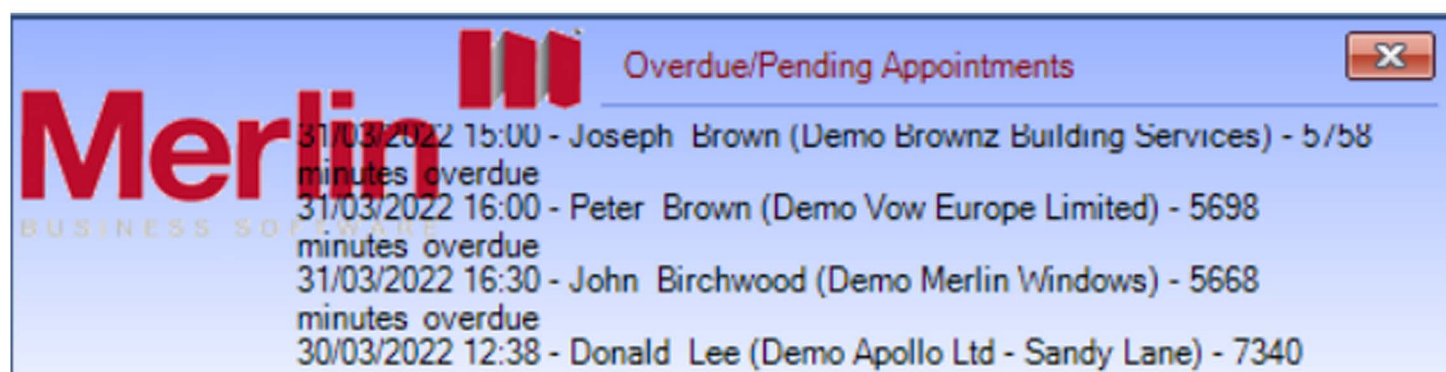 Overdue/Pending Appointments
Merlin
BUSINESS SOFTWARE
31/03/2022 15:00 - Joseph Brown (Demo Brownz Building Services) - 5758
minutes overdue
31/03/2022 16:00 - Peter Brown (Demo Vow Europe Limited) - 5698
minutes overdue
31/03/2022 16:30 - John Birchwood (Demo Merlin Windows) - 5668
minutes overdue
30/03/2022 12:38 - Donald Lee (Demo Apollo Ltd - Sandy Lane) - 7340